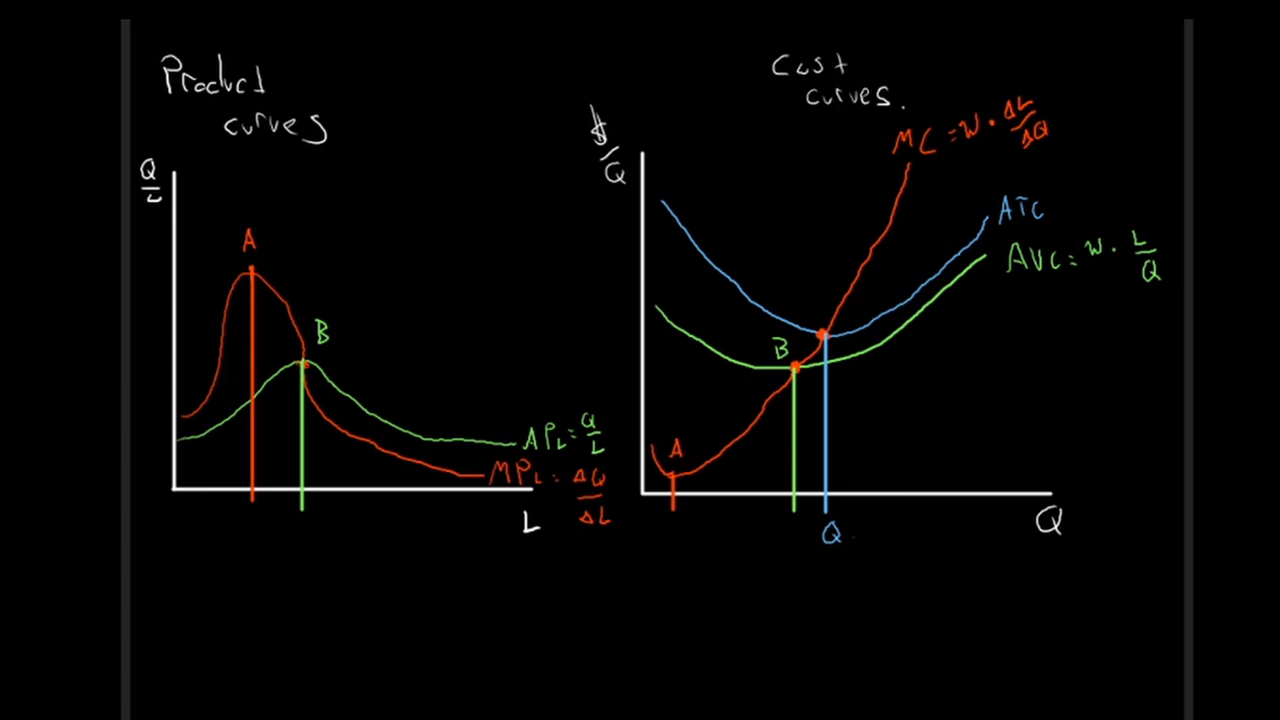 Product
curves
Q/L
A
B
APL = Q/L
MPL = ΔQ/ΔL
L
Cost
curves.
$/Q
MC = W · ΔL/ΔQ
ATC
AVC = W · L/Q
B
A
Q
Q